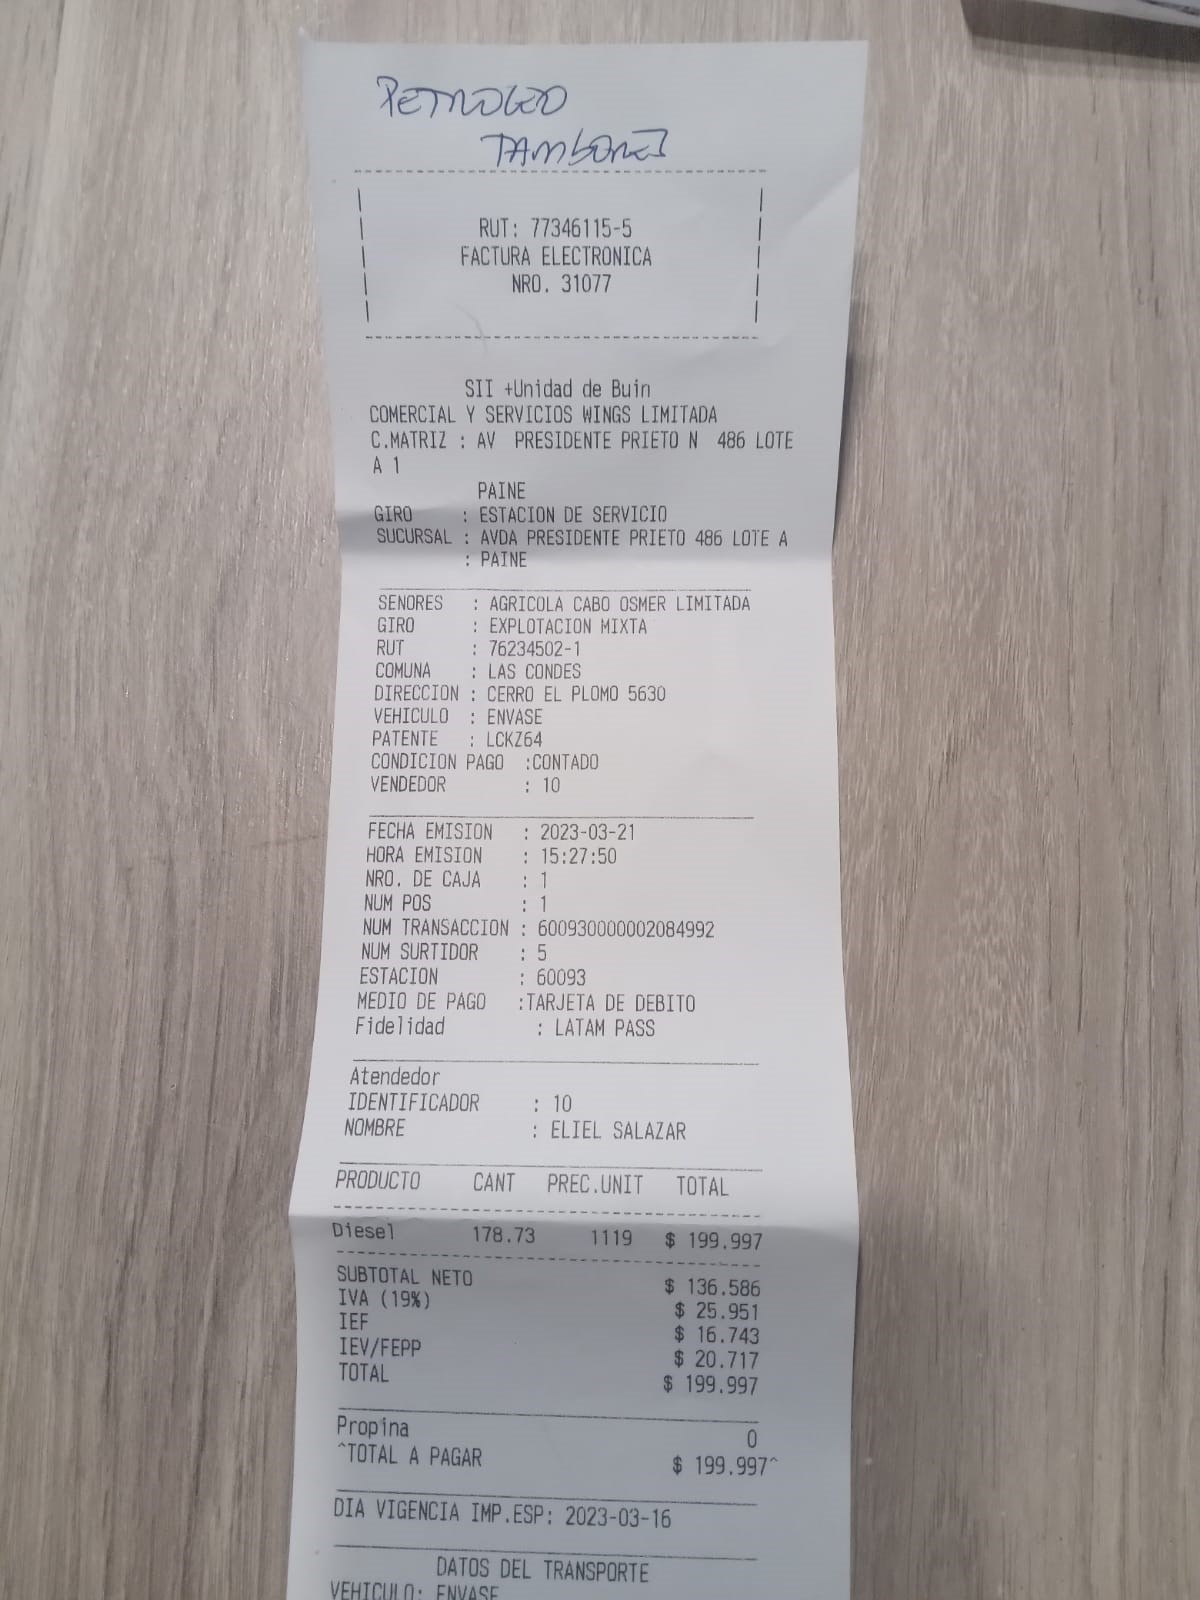 PETROLEO
TAMBORES
RUT: 77346115-5
FACTURA ELECTRONICA
NRO. 31077
SII +Unidad de Buin
COMERCIAL Y SERVICIOS WINGS LIMITADA
C.MATRIZ : AV PRESIDENTE PRIETO N 486 LOTE
A 1
PAINE
GIRO : ESTACION DE SERVICIO
SUCURSAL : AVDA PRESIDENTE PRIETO 486 LOTE A
: PAINE
SENORES : AGRICOLA CABO OSMER LIMITADA
GIRO : EXPLOTACION MIXTA
RUT : 76234502-1
COMUNA : LAS CONDES
DIRECCION : CERRO EL PLOMO 5630
VEHICULO : ENVASE
PATENTE : LCKZ64
CONDICION PAGO :CONTADO
VENDEDOR : 10
FECHA EMISION : 2023-03-21
HORA EMISION : 15:27:50
NRO. DE CAJA : 1
NUM POS : 1
NUM TRANSACCION : 600930000002084992
NUM SURTIDOR : 5
ESTACION : 60093
MEDIO DE PAGO :TARJETA DE DEBITO
Fidelidad : LATAM PASS
Atendedor
IDENTIFICADOR : 10
NOMBRE : ELIEL SALAZAR
PRODUCTO CANT PREC.UNIT TOTAL
Diesel 178.73 1119 $ 199.997
SUBTOTAL NETO $ 136.586
IVA (19%) $ 25.951
IEF $ 16.743
IEV/FEPP $ 20.717
TOTAL $ 199.997
Propina 0
^TOTAL A PAGAR $ 199.997^
DIA VIGENCIA IMP.ESP: 2023-03-16
DATOS DEL TRANSPORTE
VEHICULO: ENVASE